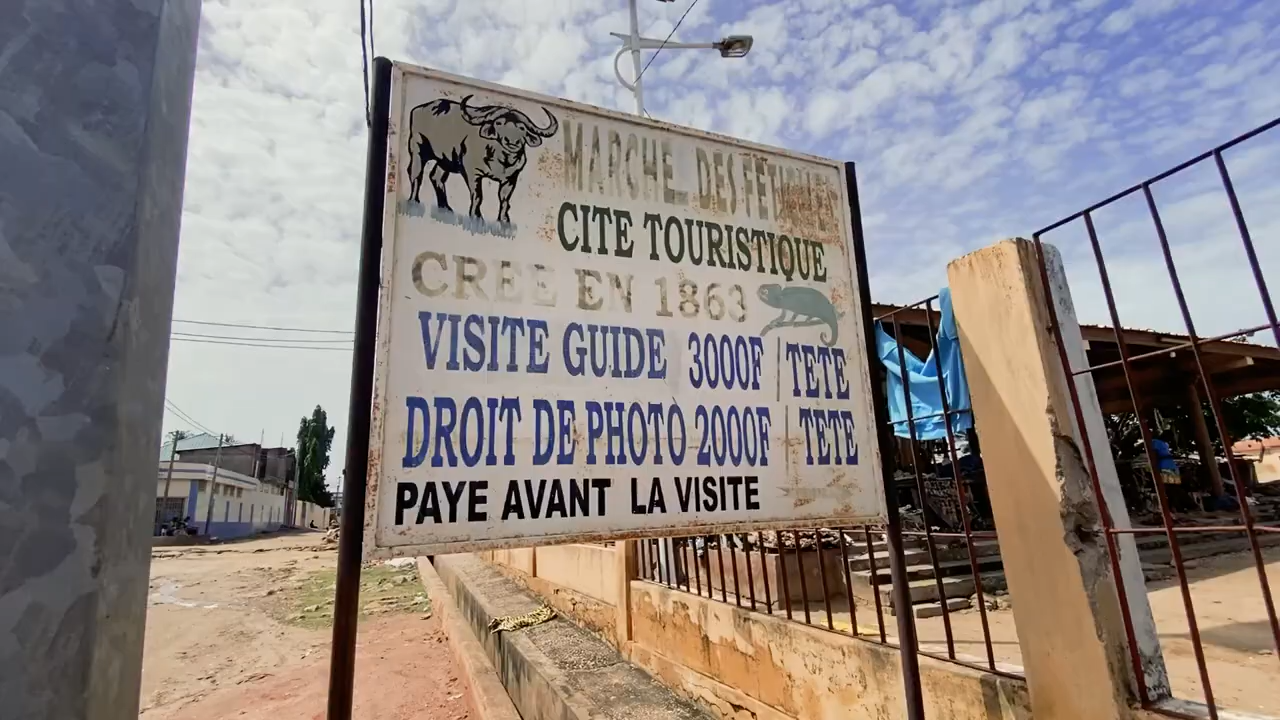 MARCHE DES FETICHES
CITE TOURISTIQUE
CREE EN 1863
VISITE GUIDE 3000F / TETE
DROIT DE PHOTO 2000F / TETE
PAYE AVANT LA VISITE